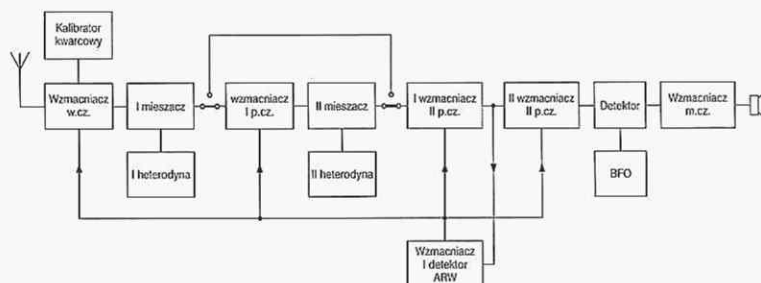 Kalibrator
kwarcowy
Wzmacniacz
w.cz.
I mieszacz
wzmacniacz
I p.cz.
II mieszacz
I wzmacniacz
II p.cz.
II wzmacniacz
II p.cz.
Detektor
Wzmacniacz
m.cz.
I heterodyna
II heterodyna
BFO
Wzmacniacz
I detektor
ARW